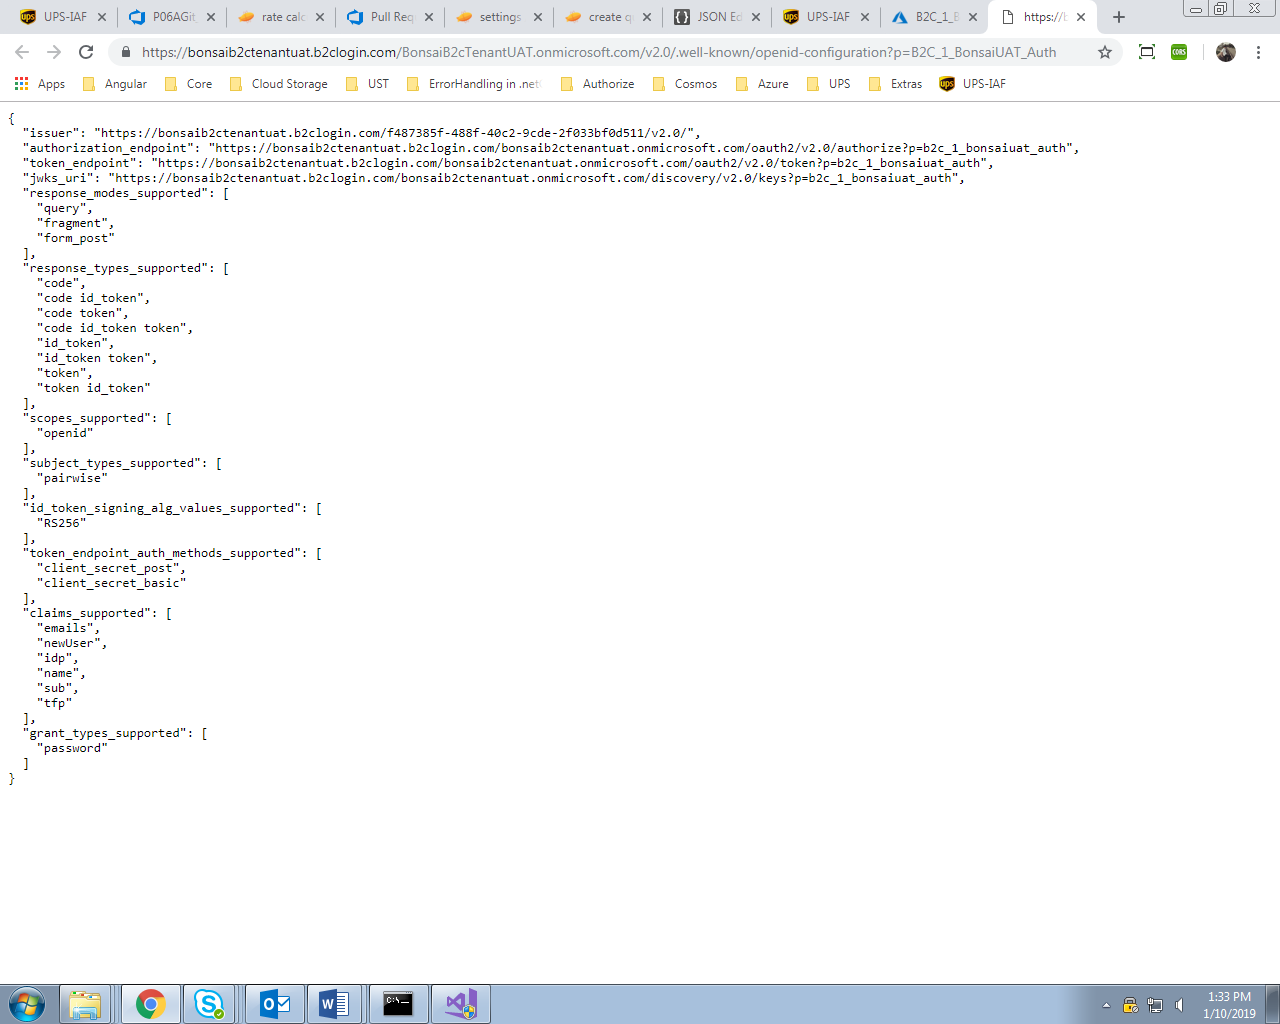 UPS-IAF
P06AGit
rate calc
Pull Req
settings
create q
JSON Ed
UPS-IAF
B2C_1_B
https://b
https://bonsaib2ctenantuat.b2clogin.com/BonsaiB2cTenantUAT.onmicrosoft.com/v2.0/.well-known/openid-configuration?p=B2C_1_BonsaiUAT_Auth
CORS
Apps
Angular
Core
Cloud Storage
UST
ErrorHandling in .net
Authorize
Cosmos
Azure
UPS
Extras
UPS-IAF
{
"issuer": "https://bonsaib2ctenantuat.b2clogin.com/f487385f-488f-40c2-9cde-2f033bf0d511/v2.0/",
"authorization_endpoint": "https://bonsaib2ctenantuat.b2clogin.com/bonsaib2ctenantuat.onmicrosoft.com/oauth2/v2.0/authorize?p=b2c_1_bonsaiuat_auth",
"token_endpoint": "https://bonsaib2ctenantuat.b2clogin.com/bonsaib2ctenantuat.onmicrosoft.com/oauth2/v2.0/token?p=b2c_1_bonsaiuat_auth",
"jwks_uri": "https://bonsaib2ctenantuat.b2clogin.com/bonsaib2ctenantuat.onmicrosoft.com/discovery/v2.0/keys?p=b2c_1_bonsaiuat_auth",
"response_modes_supported": [
"query",
"fragment",
"form_post"
],
"response_types_supported": [
"code",
"code id_token",
"code token",
"code id_token token",
"id_token",
"id_token token",
"token",
"token id_token"
],
"scopes_supported": [
"openid"
],
"subject_types_supported": [
"pairwise"
],
"id_token_signing_alg_values_supported": [
"RS256"
],
"token_endpoint_auth_methods_supported": [
"client_secret_post",
"client_secret_basic"
],
"claims_supported": [
"emails",
"newUser",
"idp",
"name",
"sub",
"tfp"
],
"grant_types_supported": [
"password"
]
}
1:33 PM
1/10/2019